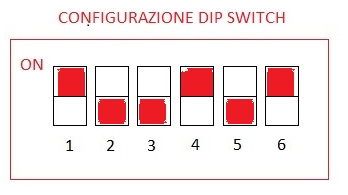 CONFIGURAZIONE DIP SWITCH
ON
1 2 3 4 5 6